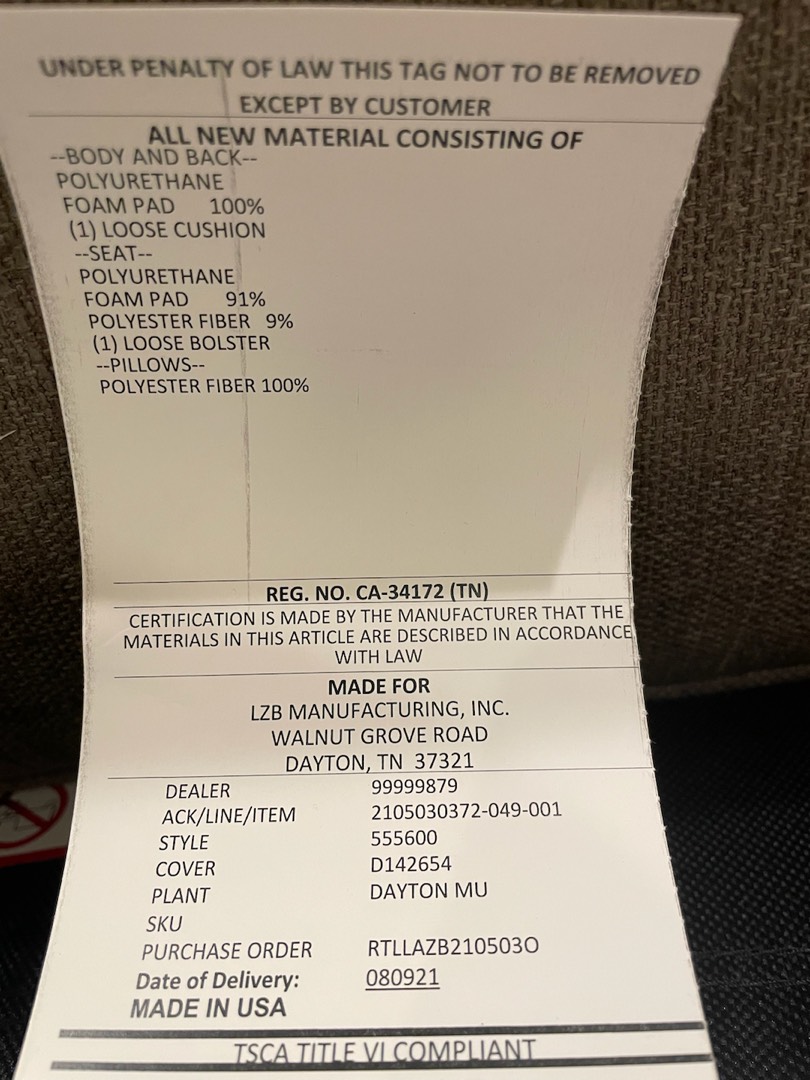 UNDER PENALTY OF LAW THIS TAG NOT TO BE REMOVED
EXCEPT BY CUSTOMER
ALL NEW MATERIAL CONSISTING OF
--BODY AND BACK--
POLYURETHANE
FOAM PAD 100%
(1) LOOSE CUSHION
--SEAT--
POLYURETHANE
FOAM PAD 91%
POLYESTER FIBER 9%
(1) LOOSE BOLSTER
--PILLOWS--
POLYESTER FIBER 100%
REG. NO. CA-34172 (TN)
CERTIFICATION IS MADE BY THE MANUFACTURER THAT THE
MATERIALS IN THIS ARTICLE ARE DESCRIBED IN ACCORDANCE
WITH LAW
MADE FOR
LZB MANUFACTURING, INC.
WALNUT GROVE ROAD
DAYTON, TN 37321
DEALER 99999879
ACK/LINE/ITEM 2105030372-049-001
STYLE 555600
COVER D142654
PLANT DAYTON MU
SKU
PURCHASE ORDER RTLLAZB210503O
Date of Delivery: 080921
MADE IN USA
TSCA TITLE VI COMPLIANT